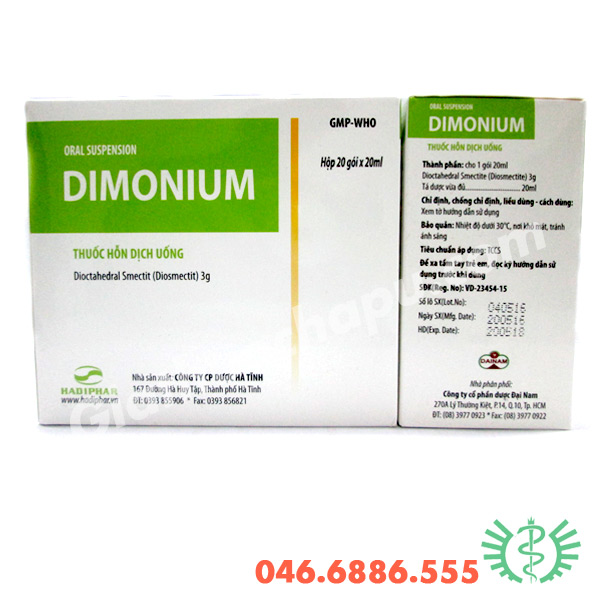 ORAL SUSPENSION
DIMONIUM
THUỐC HỖN DỊCH UỐNG
Dioctahedral Smectit (Diosmectit) 3g
GMP-WHO
Hộp 20 gói x 20ml
HADIPHAR
www.hadiphar.vn
Nhà sản xuất: CÔNG TY CP DƯỢC HÀ TĨNH
167 Đường Hà Huy Tập, Thành phố Hà Tĩnh
ĐT: 0393 855906 * Fax: 0393 856821
ORAL SUSPENSION
DIMONIUM
THUỐC HỖN DỊCH UỐNG
Thành phần: cho 1 gói 20ml
Dioctahedral Smectite (Diosmectite) 3g
Tá dược vừa đủ 20ml
Chỉ định, chống chỉ định, liều dùng - cách dùng:
Xem tờ hướng dẫn sử dụng
Bảo quản: Nhiệt độ dưới 30°C, nơi khô mát, tránh
ánh sáng
Tiêu chuẩn áp dụng: TCCS
Để xa tầm tay trẻ em, đọc kỹ hướng dẫn sử
dụng trước khi dùng
SĐK(Reg. No): VD-23454-15
Số lô SX(Lot.No): 040516
Ngày SX(Mfg. Date): 200516
HD(Exp. Date): 200518
DAINAM
Nhà phân phối:
Công ty cổ phần dược Đại Nam
270A Lý Thường Kiệt, P.14, Q.10, Tp. HCM
ĐT: (08) 3977 0923 * Fax: (08) 3977 0922
046.6886.555